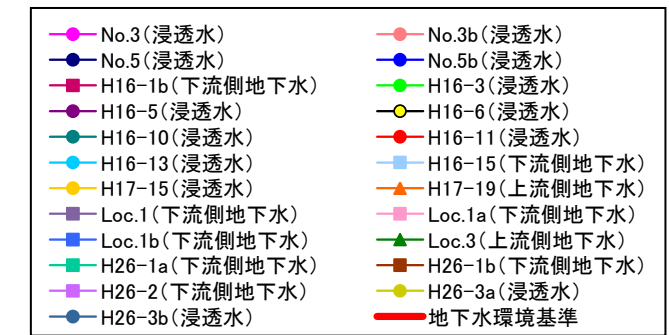 No.3(浸透水) No.3b(浸透水)
No.5(浸透水) No.5b(浸透水)
H16-1b(下流側地下水) H16-3(浸透水)
H16-5(浸透水) H16-6(浸透水)
H16-10(浸透水) H16-11(浸透水)
H16-13(浸透水) H16-15(下流側地下水)
H17-15(浸透水) H17-19(上流側地下水)
Loc.1(下流側地下水) Loc.1a(下流側地下水)
Loc.1b(下流側地下水) Loc.3(上流側地下水)
H26-1a(下流側地下水) H26-1b(下流側地下水)
H26-2(下流側地下水) H26-3a(浸透水)
H26-3b(浸透水) 地下水環境基準